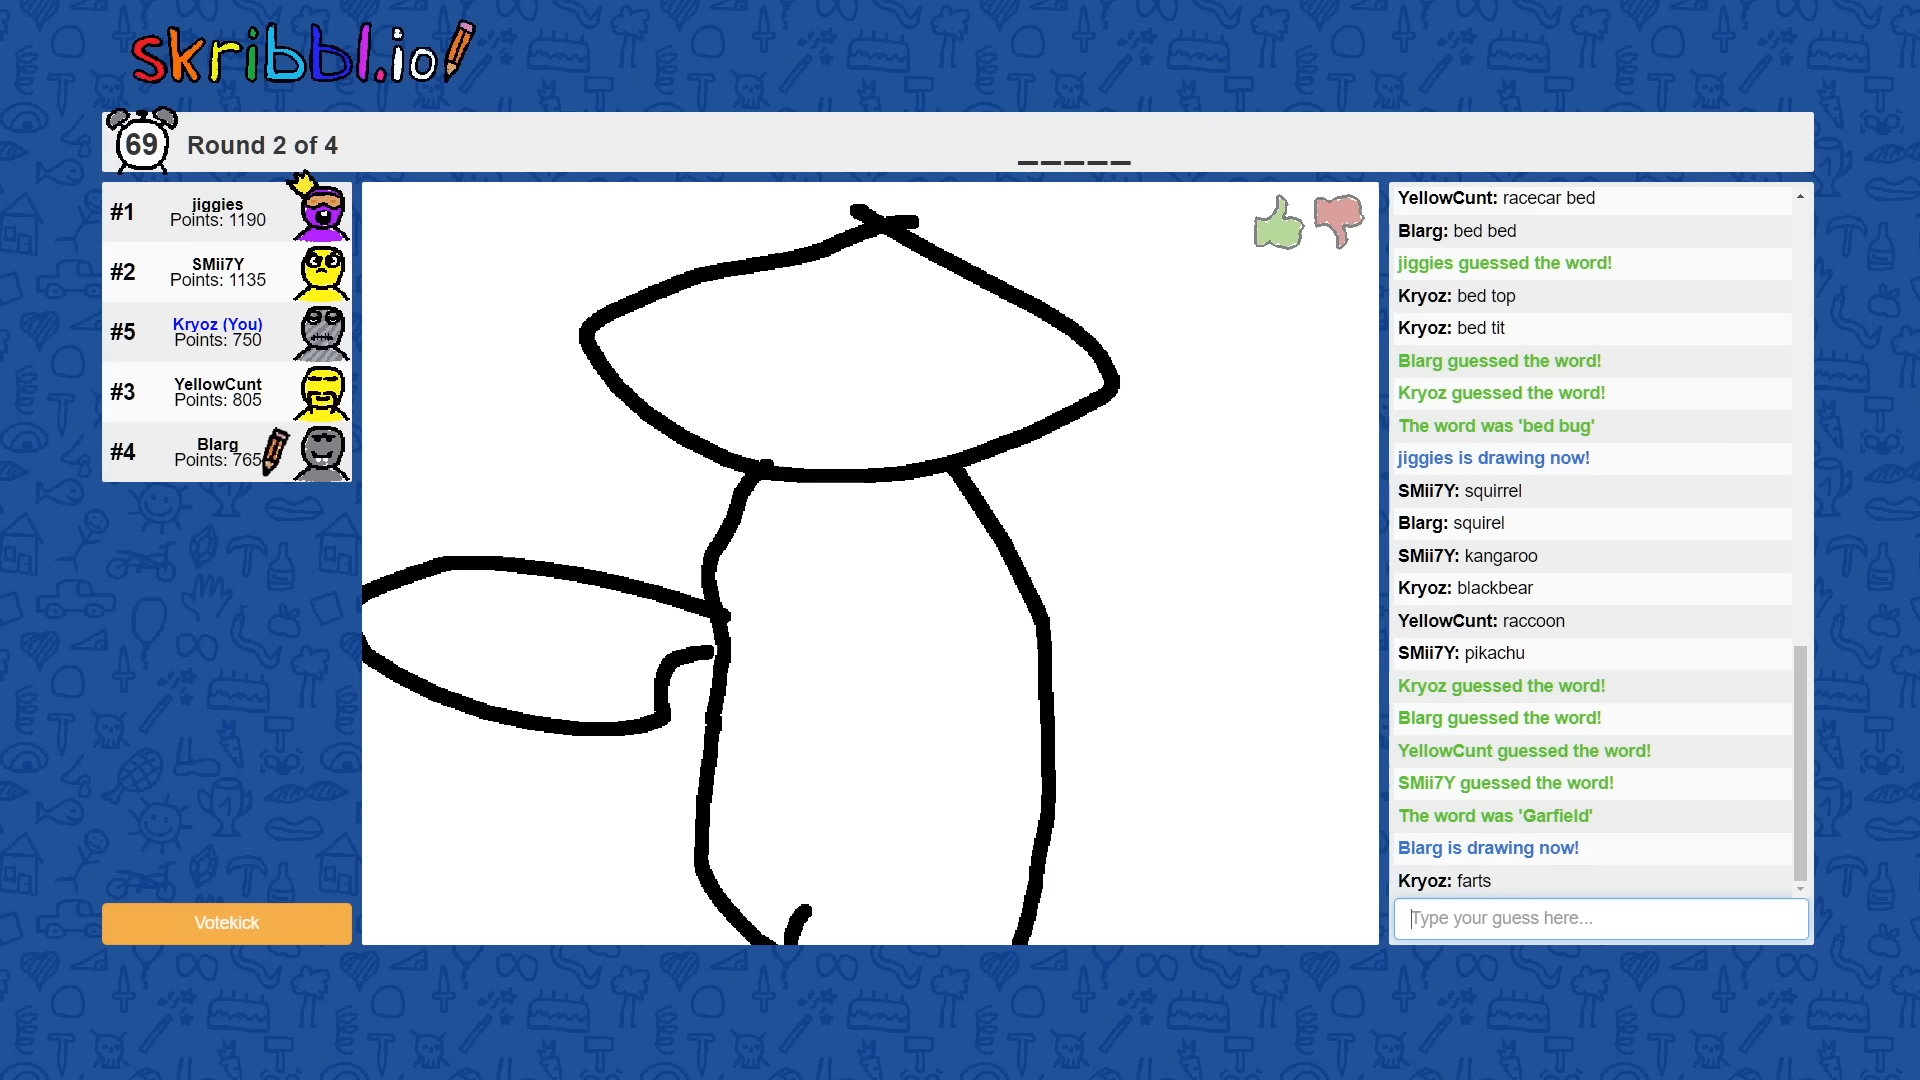 skribbl.io
69
Round 2 of 4
_____
#1
jiggies
Points: 1190
#2
SMii7Y
Points: 1135
#5
Kryoz (You)
Points: 750
#3
YellowCunt
Points: 805
#4
Blarg
Points: 765
Votekick
YellowCunt: racecar bed
Blarg: bed bed
jiggies guessed the word!
Kryoz: bed top
Kryoz: bed tit
Blarg guessed the word!
Kryoz guessed the word!
The word was 'bed bug'
jiggies is drawing now!
SMii7Y: squirrel
Blarg: squirel
SMii7Y: kangaroo
Kryoz: blackbear
YellowCunt: raccoon
SMii7Y: pikachu
Kryoz guessed the word!
Blarg guessed the word!
YellowCunt guessed the word!
SMii7Y guessed the word!
The word was 'Garfield'
Blarg is drawing now!
Kryoz: farts
Type your guess here...